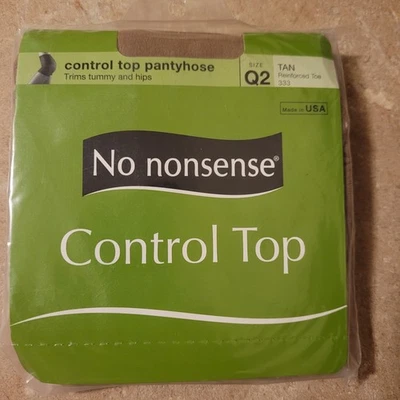 control top pantyhose
Trims tummy and hips
SIZE
Q2
TAN
Reinforced Toe
333
Made in USA
No nonsense®
Control Top